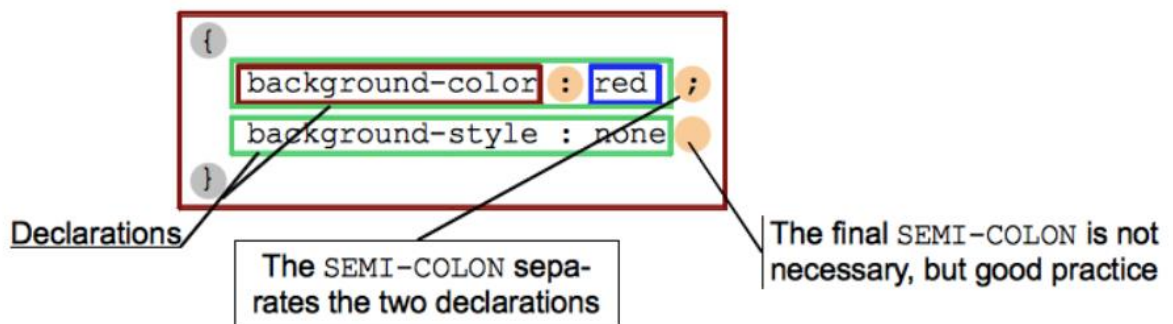 {
background-color : red ;
background-style : none
}
Declarations
The SEMI-COLON sepa-
rates the two declarations
The final SEMI-COLON is not
necessary, but good practice